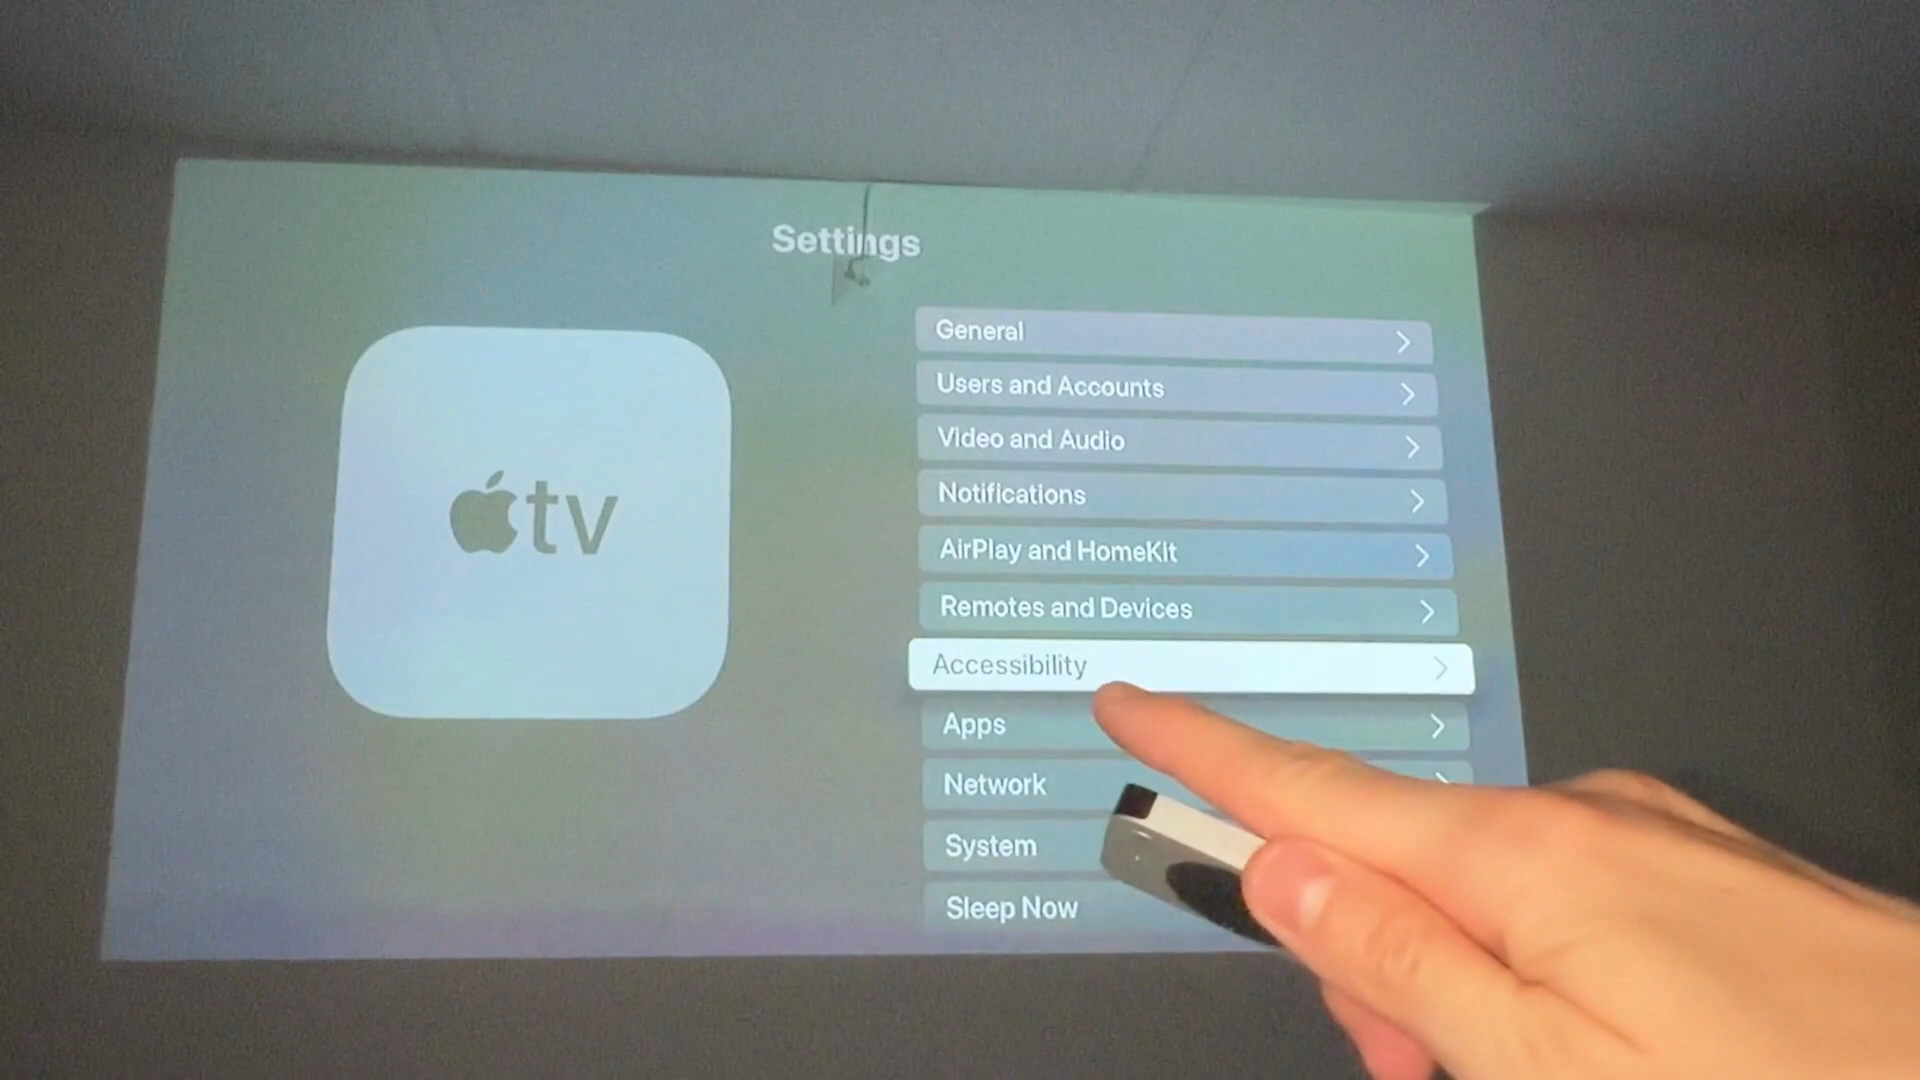 Settings
tv
General
Users and Accounts
Video and Audio
Notifications
AirPlay and HomeKit
Remotes and Devices
Accessibility
Apps
Network
System
Sleep Now